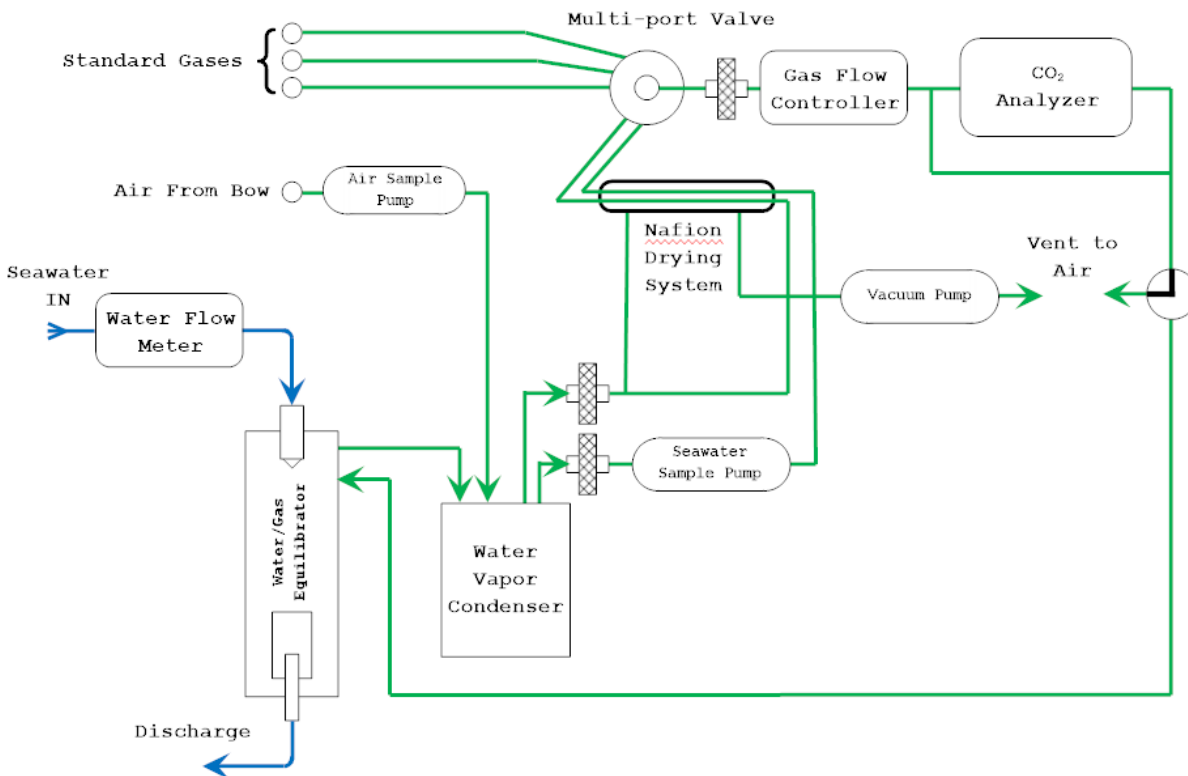 Multi-port Valve
Standard Gases
Gas Flow
Controller
CO₂
Analyzer
Air From Bow
Air Sample
Pump
Nafion
Drying
System
Vent to
Air
Seawater
IN
Water Flow
Meter
Vacuum Pump
Seawater
Sample Pump
Water/Gas
Equilibrator
Water
Vapor
Condenser
Discharge